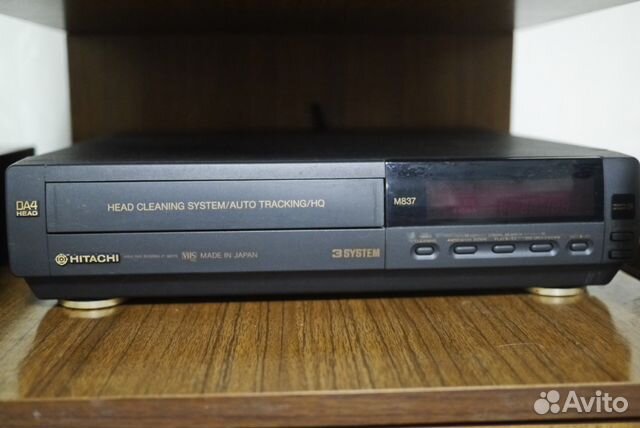 DA4
HEAD
HEAD CLEANING SYSTEM/AUTO TRACKING/HQ
M837
HITACHI
VHS MADE IN JAPAN
3 SYSTEM
Avito